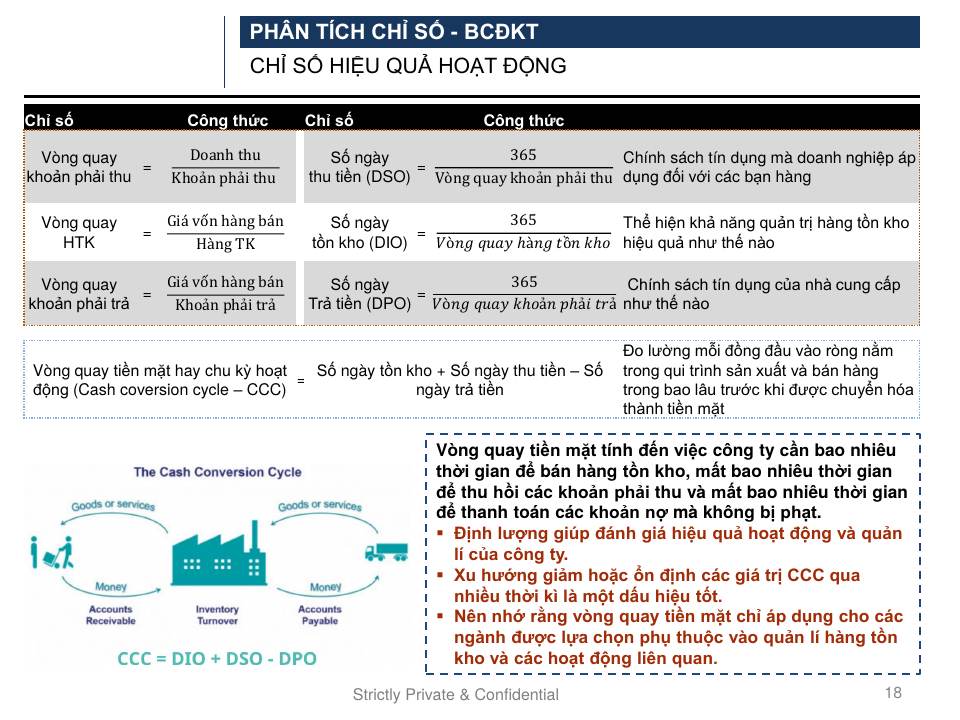 PHÂN TÍCH CHỈ SỐ - BCĐKT
CHỈ SỐ HIỆU QUẢ HOẠT ĐỘNG
Chỉ số Công thức Chỉ số Công thức
Vòng quay
khoản phải thu
=
Doanh thu
Khoản phải thu
Số ngày
thu tiền (DSO)
=
365
Vòng quay khoản phải thu
Chính sách tín dụng mà doanh nghiệp áp
dụng đối với các bạn hàng
Vòng quay
HTK
=
Giá vốn hàng bán
Hàng TK
Số ngày
tồn kho (DIO)
=
365
Vòng quay hàng tồn kho
Thể hiện khả năng quản trị hàng tồn kho
hiệu quả như thế nào
Vòng quay
khoản phải trả
=
Giá vốn hàng bán
Khoản phải trả
Số ngày
Trả tiền (DPO)
=
365
Vòng quay khoản phải trả
Chính sách tín dụng của nhà cung cấp
như thế nào
Vòng quay tiền mặt hay chu kỳ hoạt
động (Cash coversion cycle – CCC)
=
Số ngày tồn kho + Số ngày thu tiền – Số
ngày trả tiền
Đo lường mỗi đồng đầu vào ròng nằm
trong qui trình sản xuất và bán hàng
trong bao lâu trước khi được chuyển hóa
thành tiền mặt
The Cash Conversion Cycle
Goods or services
Goods or services
Money
Money
Accounts
Receivable
Inventory
Turnover
Accounts
Payable
CCC = DIO + DSO - DPO
Vòng quay tiền mặt tính đến việc công ty cần bao nhiêu
thời gian để bán hàng tồn kho, mất bao nhiêu thời gian
để thu hồi các khoản phải thu và mất bao nhiêu thời gian
để thanh toán các khoản nợ mà không bị phạt.
▪ Định lượng giúp đánh giá hiệu quả hoạt động và quản
lí của công ty.
▪ Xu hướng giảm hoặc ổn định các giá trị CCC qua
nhiều thời kì là một dấu hiệu tốt.
▪ Nên nhớ rằng vòng quay tiền mặt chỉ áp dụng cho các
ngành được lựa chọn phụ thuộc vào quản lí hàng tồn
kho và các hoạt động liên quan.
Strictly Private & Confidential
18